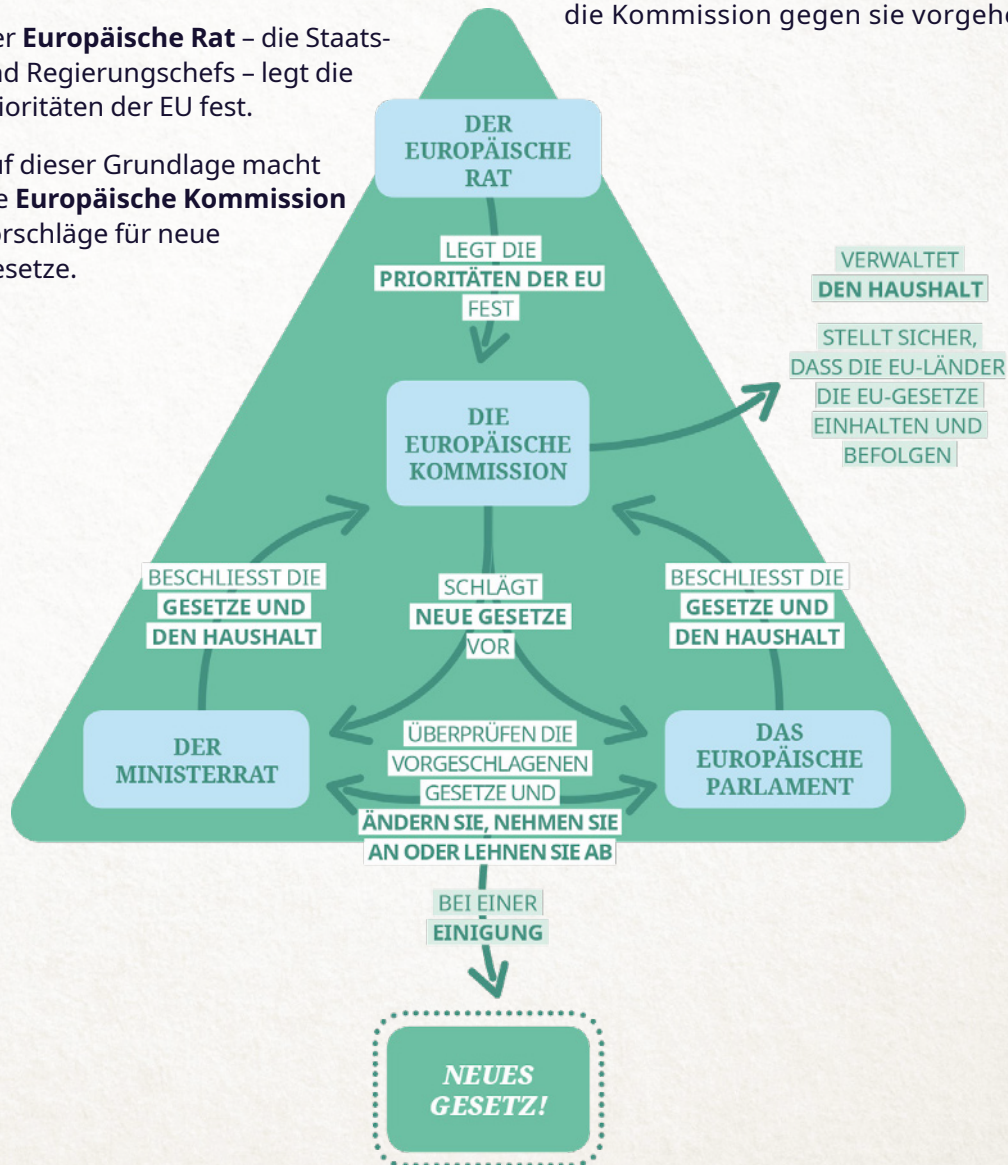 er Europäische Rat – die Staats-
nd Regierungschefs – legt die
rioritäten der EU fest.
uf dieser Grundlage macht
e Europäische Kommission
orschläge für neue
esetze.
die Kommission gegen sie vorgehe
DER
EUROPÄISCHE
RAT
LEGT DIE
PRIORITÄTEN DER EU
FEST
VERWALTET
DEN HAUSHALT
STELLT SICHER,
DASS DIE EU-LÄNDER
DIE EU-GESETZE
EINHALTEN UND
BEFOLGEN
DIE
EUROPÄISCHE
KOMMISSION
BESCHLIESST DIE
GESETZE UND
DEN HAUSHALT
SCHLÄGT
NEUE GESETZE
VOR
BESCHLIESST DIE
GESETZE UND
DEN HAUSHALT
DER
MINISTERRAT
ÜBERPRÜFEN DIE
VORGESCHLAGENEN
GESETZE UND
ÄNDERN SIE, NEHMEN SIE
AN ODER LEHNEN SIE AB
DAS
EUROPÄISCHE
PARLAMENT
BEI EINER
EINIGUNG
NEUES
GESETZ!